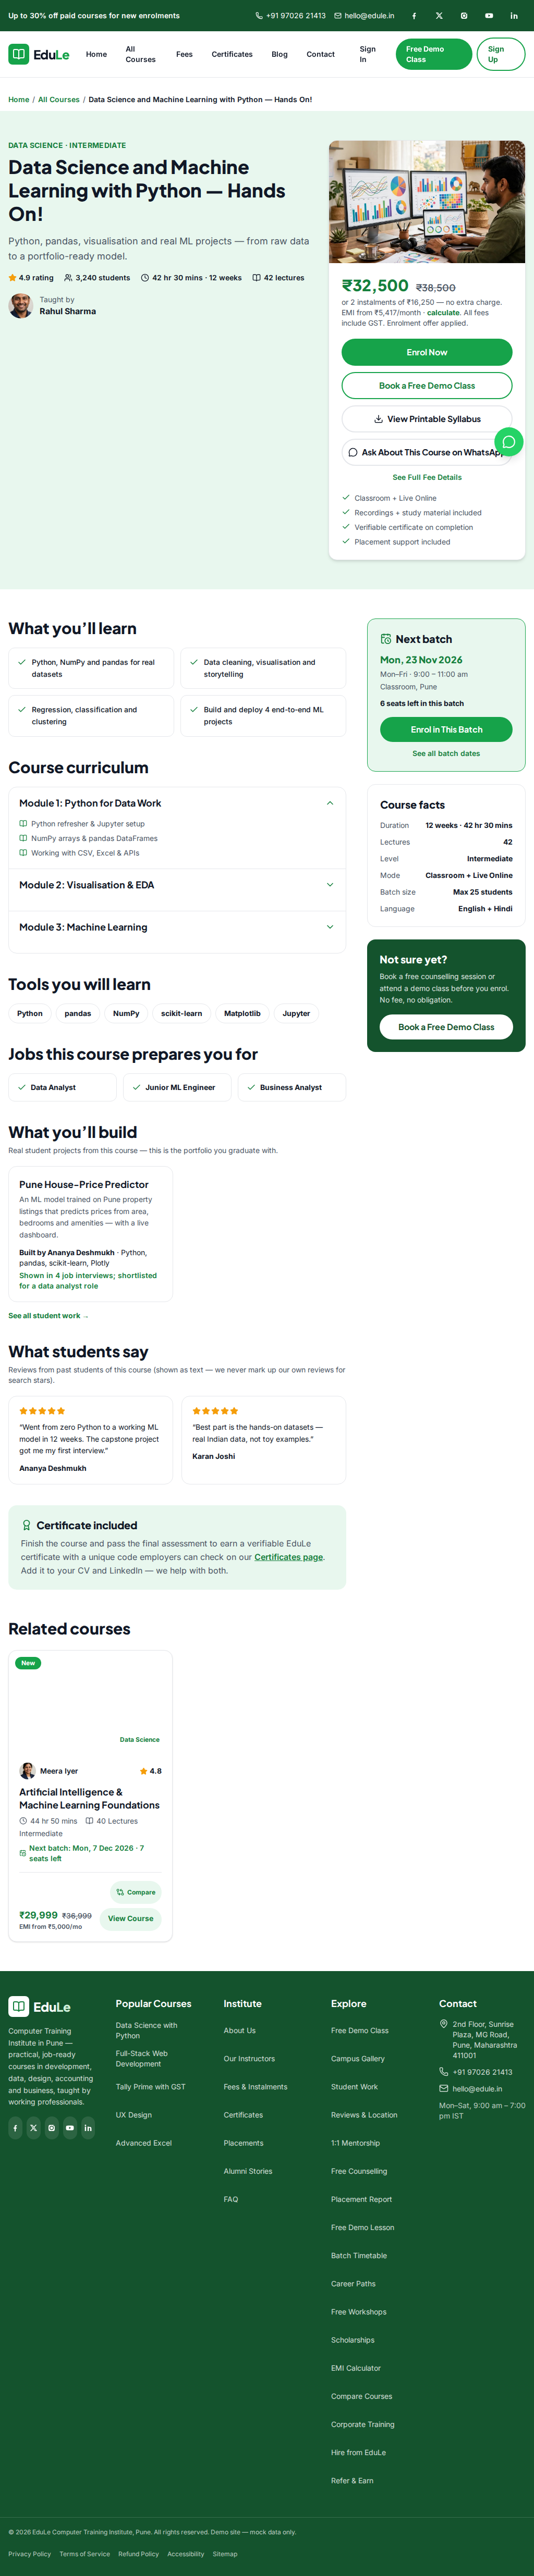 Up to 30% off paid courses for new enrolments
+91 97026 21413
hello@edule.in
EduLe
Home
All Courses
Fees
Certificates
Blog
Contact
Sign In
Free Demo Class
Sign Up
Home / All Courses / Data Science and Machine Learning with Python — Hands On!
DATA SCIENCE · INTERMEDIATE
Data Science and Machine
Learning with Python — Hands
On!
Python, pandas, visualisation and real ML projects — from raw data
to a portfolio-ready model.
4.9 rating
3,240 students
42 hr 30 mins · 12 weeks
42 lectures
Taught by
Rahul Sharma
₹32,500 ₹38,500
or 2 instalments of ₹16,250 — no extra charge.
EMI from ₹5,417/month · calculate. All fees
include GST. Enrolment offer applied.
Enrol Now
Book a Free Demo Class
View Printable Syllabus
Ask About This Course on WhatsApp
See Full Fee Details
Classroom + Live Online
Recordings + study material included
Verifiable certificate on completion
Placement support included
What you’ll learn
Python, NumPy and pandas for real
datasets
Data cleaning, visualisation and
storytelling
Regression, classification and
clustering
Build and deploy 4 end-to-end ML
projects
Course curriculum
Module 1: Python for Data Work
Python refresher & Jupyter setup
NumPy arrays & pandas DataFrames
Working with CSV, Excel & APIs
Module 2: Visualisation & EDA
Module 3: Machine Learning
Tools you will learn
Python
pandas
NumPy
scikit-learn
Matplotlib
Jupyter
Jobs this course prepares you for
Data Analyst
Junior ML Engineer
Business Analyst
What you’ll build
Real student projects from this course — this is the portfolio you graduate with.
Pune House-Price Predictor
An ML model trained on Pune property
listings that predicts prices from area,
bedrooms and amenities — with a live
dashboard.
Built by Ananya Deshmukh · Python,
pandas, scikit-learn, Plotly
Shown in 4 job interviews; shortlisted
for a data analyst role
See all student work →
What students say
Reviews from past students of this course (shown as text — we never mark up our own reviews for
search stars).
“Went from zero Python to a working ML
model in 12 weeks. The capstone project
got me my first interview.”
Ananya Deshmukh
“Best part is the hands-on datasets —
real Indian data, not toy examples.”
Karan Joshi
Certificate included
Finish the course and pass the final assessment to earn a verifiable EduLe
certificate with a unique code employers can check on our Certificates page.
Add it to your CV and LinkedIn — we help with both.
Next batch
Mon, 23 Nov 2026
Mon–Fri · 9:00 – 11:00 am
Classroom, Pune
6 seats left in this batch
Enrol in This Batch
See all batch dates
Course facts
Duration 12 weeks · 42 hr 30 mins
Lectures 42
Level Intermediate
Mode Classroom + Live Online
Batch size Max 25 students
Language English + Hindi
Not sure yet?
Book a free counselling session or
attend a demo class before you enrol.
No fee, no obligation.
Book a Free Demo Class
Related courses
New
Data Science
Meera Iyer
4.8
Artificial Intelligence &
Machine Learning Foundations
44 hr 50 mins
40 Lectures
Intermediate
Next batch: Mon, 7 Dec 2026 · 7
seats left
Compare
₹29,999 ₹36,999
EMI from ₹5,000/mo
View Course
EduLe
Computer Training
Institute in Pune —
practical, job-ready
courses in development,
data, design, accounting
and business, taught by
working professionals.
Popular Courses
Data Science with
Python
Full-Stack Web
Development
Tally Prime with GST
UX Design
Advanced Excel
Institute
About Us
Our Instructors
Fees & Instalments
Certificates
Placements
Alumni Stories
FAQ
Explore
Free Demo Class
Campus Gallery
Student Work
Reviews & Location
1:1 Mentorship
Free Counselling
Placement Report
Free Demo Lesson
Batch Timetable
Career Paths
Free Workshops
Scholarships
EMI Calculator
Compare Courses
Corporate Training
Hire from EduLe
Refer & Earn
Contact
2nd Floor, Sunrise
Plaza, MG Road,
Pune, Maharashtra
411001
+91 97026 21413
hello@edule.in
Mon–Sat, 9:00 am – 7:00
pm IST
© 2026 EduLe Computer Training Institute, Pune. All rights reserved. Demo site — mock data only.
Privacy Policy
Terms of Service
Refund Policy
Accessibility
Sitemap